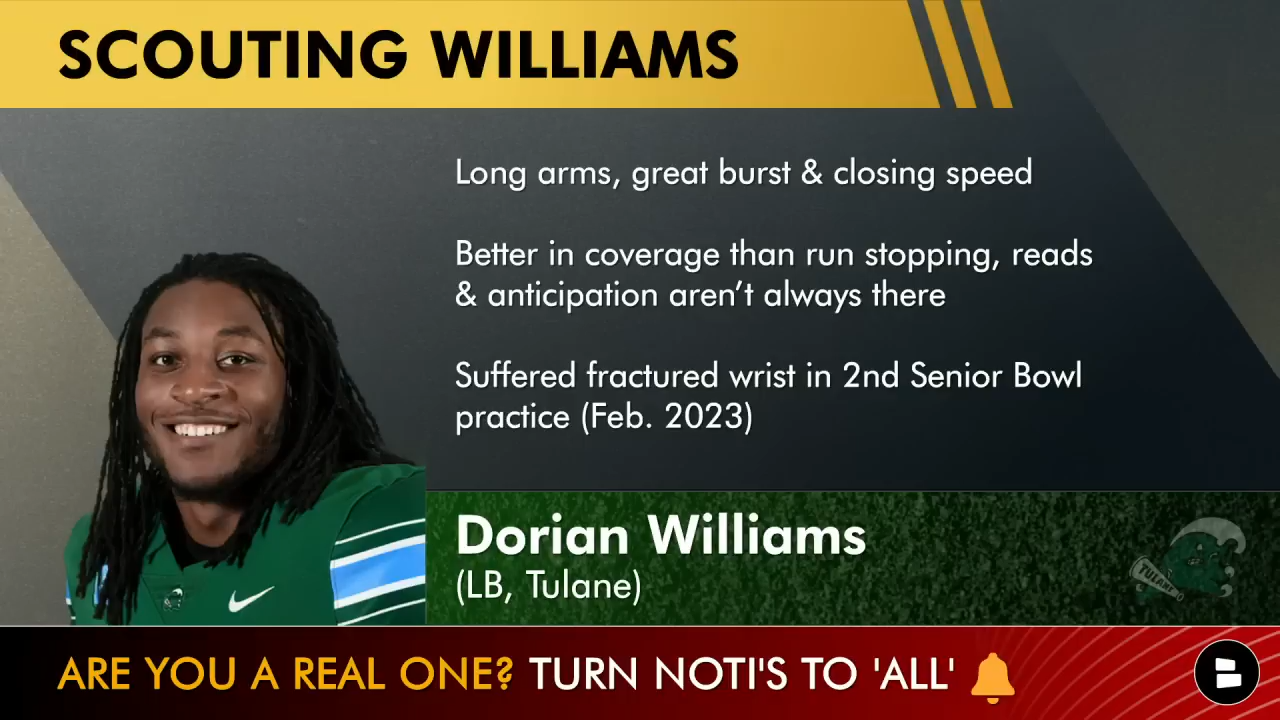 SCOUTING WILLIAMS
Long arms, great burst & closing speed
Better in coverage than run stopping, reads
& anticipation aren't always there
Suffered fractured wrist in 2nd Senior Bowl
practice (Feb. 2023)
Dorian Williams
(LB, Tulane)
TULANE
ARE YOU A REAL ONE? TURN NOTI'S TO 'ALL'